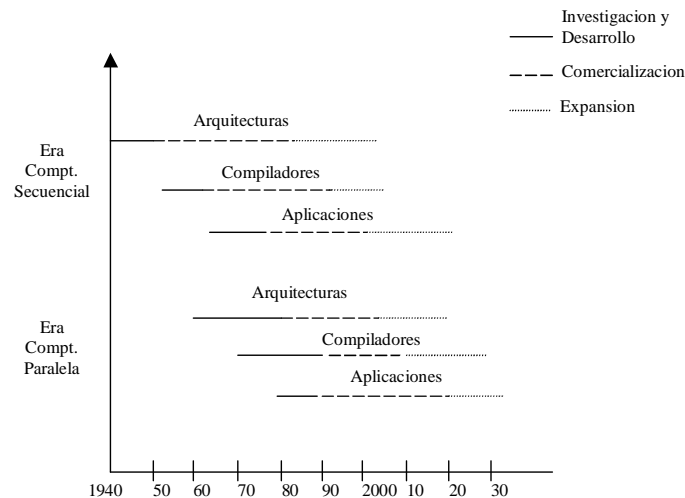 Investigacion y
Desarrollo
Comercializacion
Expansion
Era
Compt.
Secuencial
Arquitecturas
Compiladores
Aplicaciones
Era
Compt.
Paralela
Arquitecturas
Compiladores
Aplicaciones
1940 50 60 70 80 90 2000 10 20 30